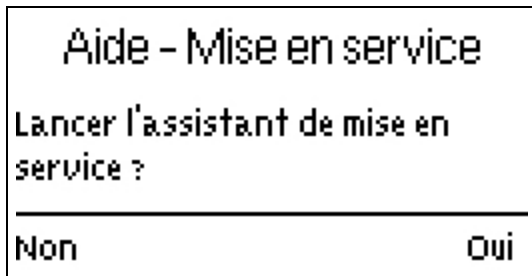 Aide - Mise en service
Lancer l'assistant de mise en
service ?
Non Oui